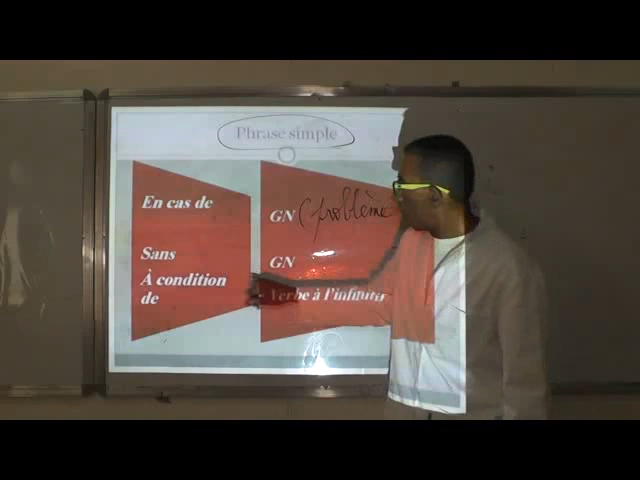 Phrase simple
En cas de
GN (problème
Sans
GN
À condition
de
Verbe à l'infinitif